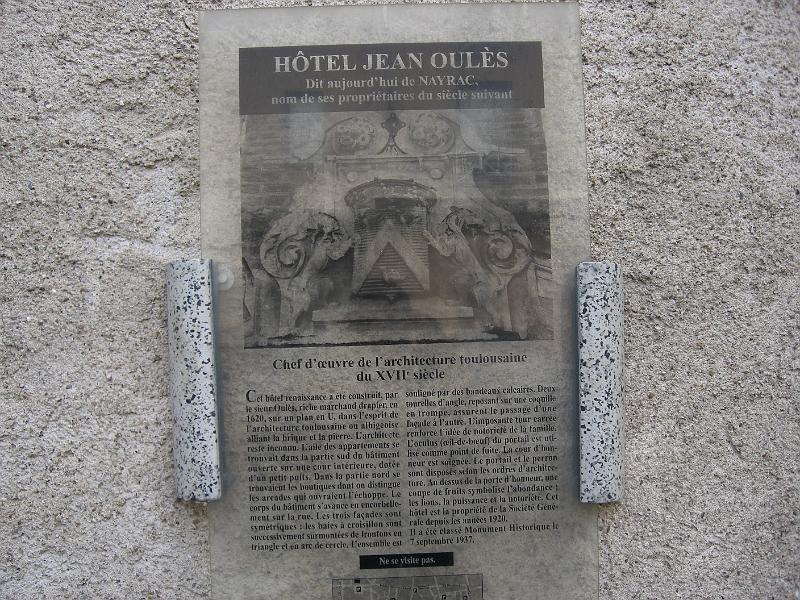 HÔTEL JEAN OULÈS
Dit aujourd'hui de NAYRAC,
nom de ses propriétaires du siècle suivant
Chef d'œuvre de l'architecture toulousaine
du XVIIe siècle
Cet hôtel renaissance a été construit, par
le sieur Oulès, riche marchand drapier, en
1620, sur un plan en U, dans l'esprit de
l'architecture toulousaine ou albigeoise
alliant la brique et la pierre. L'architecte
reste inconnu. L'aile des appartements se
trouvait dans la partie sud du bâtiment
ouverte sur une cour intérieure, dotée
d'un petit puits. Dans la partie nord se
trouvaient les boutiques dont on distingue
les arcades qui ouvraient l'échoppe. Le
corps du bâtiment s'avance en encorbelle-
ment sur la rue. Les trois façades sont
symétriques : les baies à croisillon sont
successivement surmontées de frontons en
triangle et en arc de cercle. L'ensemble est
souligné par des bandeaux calcaires. Deux
tourelles d'angle, reposant sur une coquille
en trompe, assurent le passage d'une
façade à l'autre. L'imposante tour carrée
renforce l'idée de notoriété de la famille.
L'oculus (œil-de-bœuf) du portail est uti-
lisé comme point de fuite. La cour d'hon-
neur est soignée. Le portail et le perron
sont disposés selon les ordres d'architec-
ture. Au dessus de la porte d'honneur, une
coupe de fruits symbolise l'abondance ;
les lions, la puissance et la notoriété. Cet
hôtel est la propriété de la Société Géné-
rale depuis les années 1920.
Il a été classé Monument Historique le
7 septembre 1937.
Ne se visite pas.